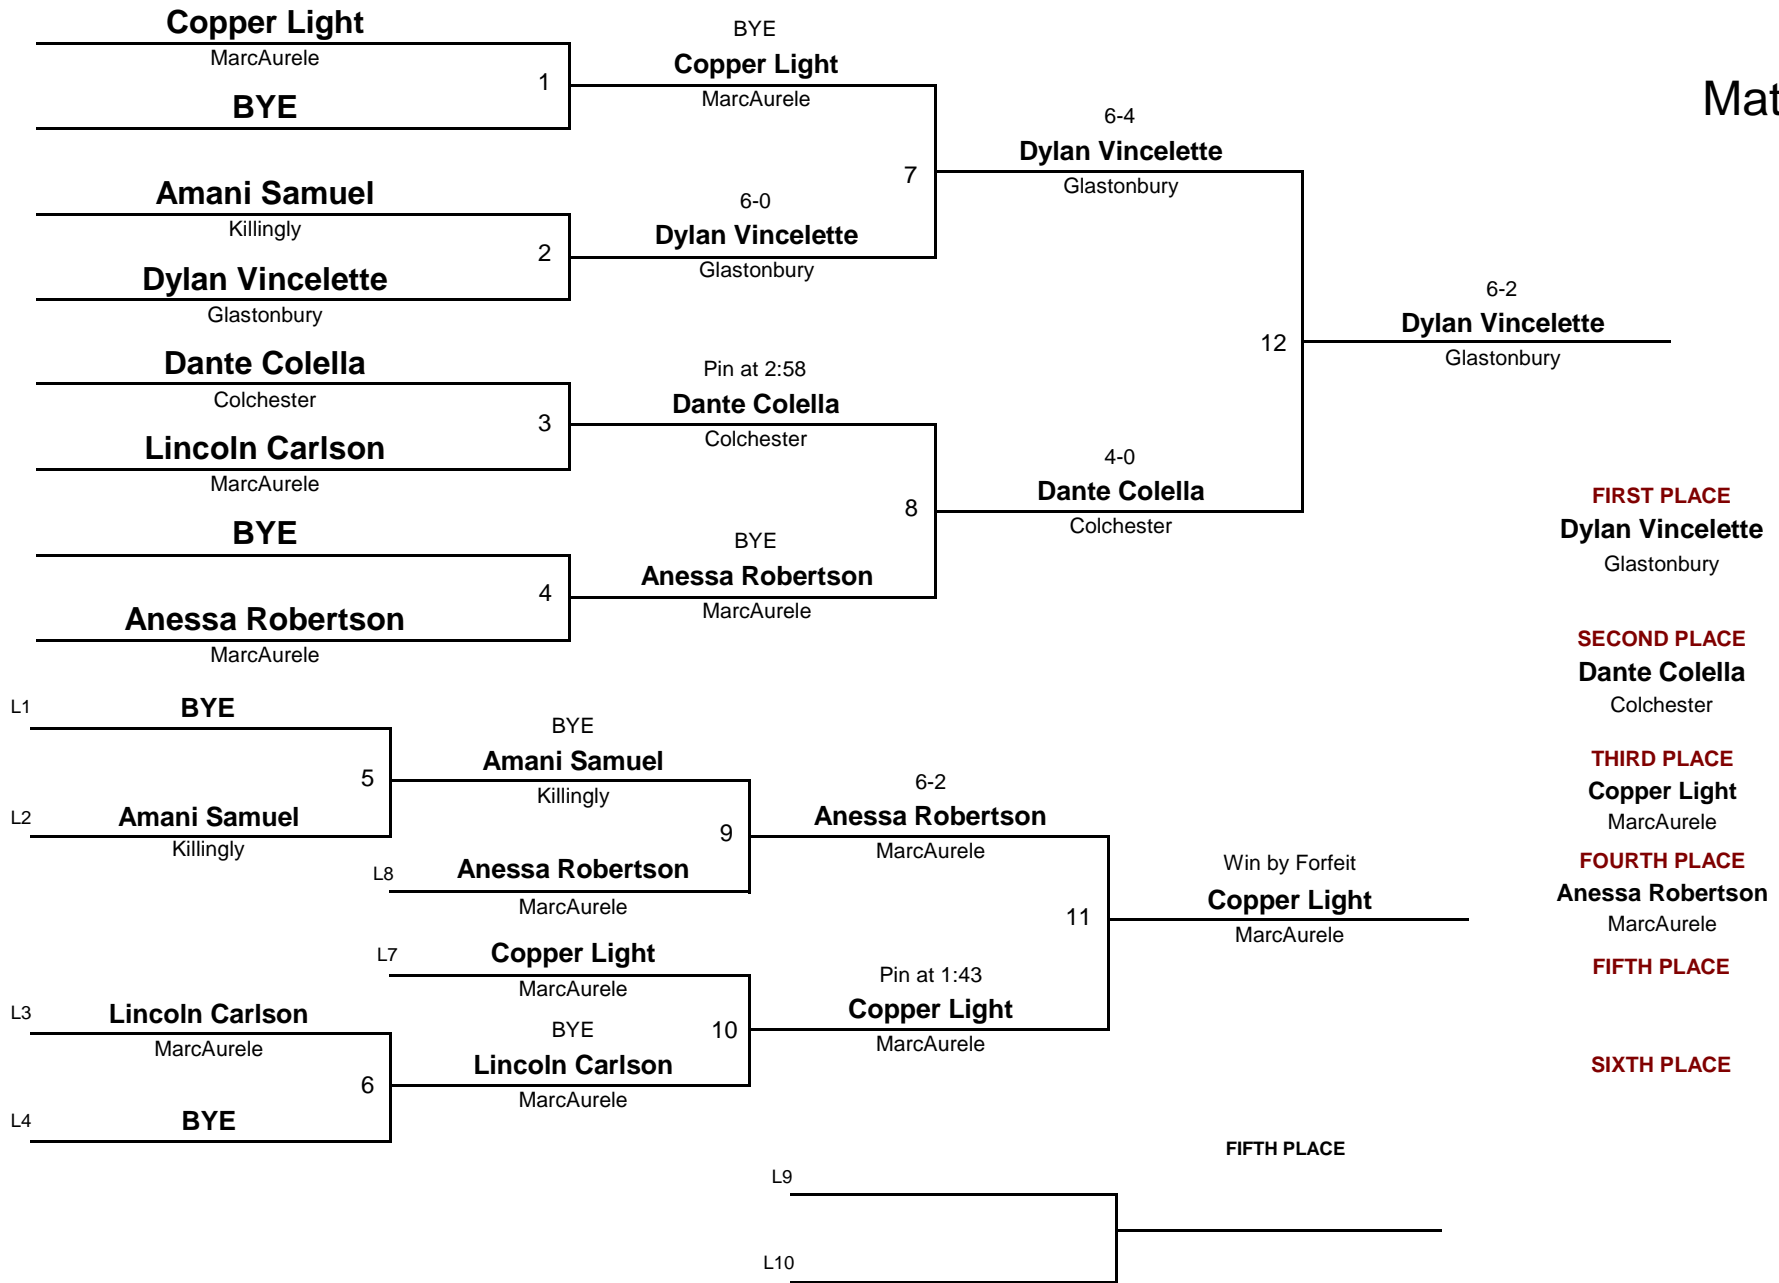 Copper Light
MarcAurele
1
BYE
BYE
Copper Light
MarcAurele
Mat
Amani Samuel
Killingly
2
Dylan Vincelette
Glastonbury
6-0
Dylan Vincelette
Glastonbury
7
6-4
Dylan Vincelette
Glastonbury
Dante Colella
Colchester
3
Lincoln Carlson
MarcAurele
Pin at 2:58
Dante Colella
Colchester
BYE
4
Anessa Robertson
MarcAurele
BYE
Anessa Robertson
MarcAurele
8
4-0
Dante Colella
Colchester
12
6-2
Dylan Vincelette
Glastonbury
FIRST PLACE
Dylan Vincelette
Glastonbury
SECOND PLACE
Dante Colella
Colchester
THIRD PLACE
Copper Light
MarcAurele
FOURTH PLACE
Anessa Robertson
MarcAurele
FIFTH PLACE
SIXTH PLACE
L1
BYE
5
L2
Amani Samuel
Killingly
BYE
Amani Samuel
Killingly
9
L8
Anessa Robertson
MarcAurele
6-2
Anessa Robertson
MarcAurele
L7
Copper Light
MarcAurele
10
L3
Lincoln Carlson
MarcAurele
6
L4
BYE
BYE
Lincoln Carlson
MarcAurele
Pin at 1:43
Copper Light
MarcAurele
11
Win by Forfeit
Copper Light
MarcAurele
FIFTH PLACE
L9
L10